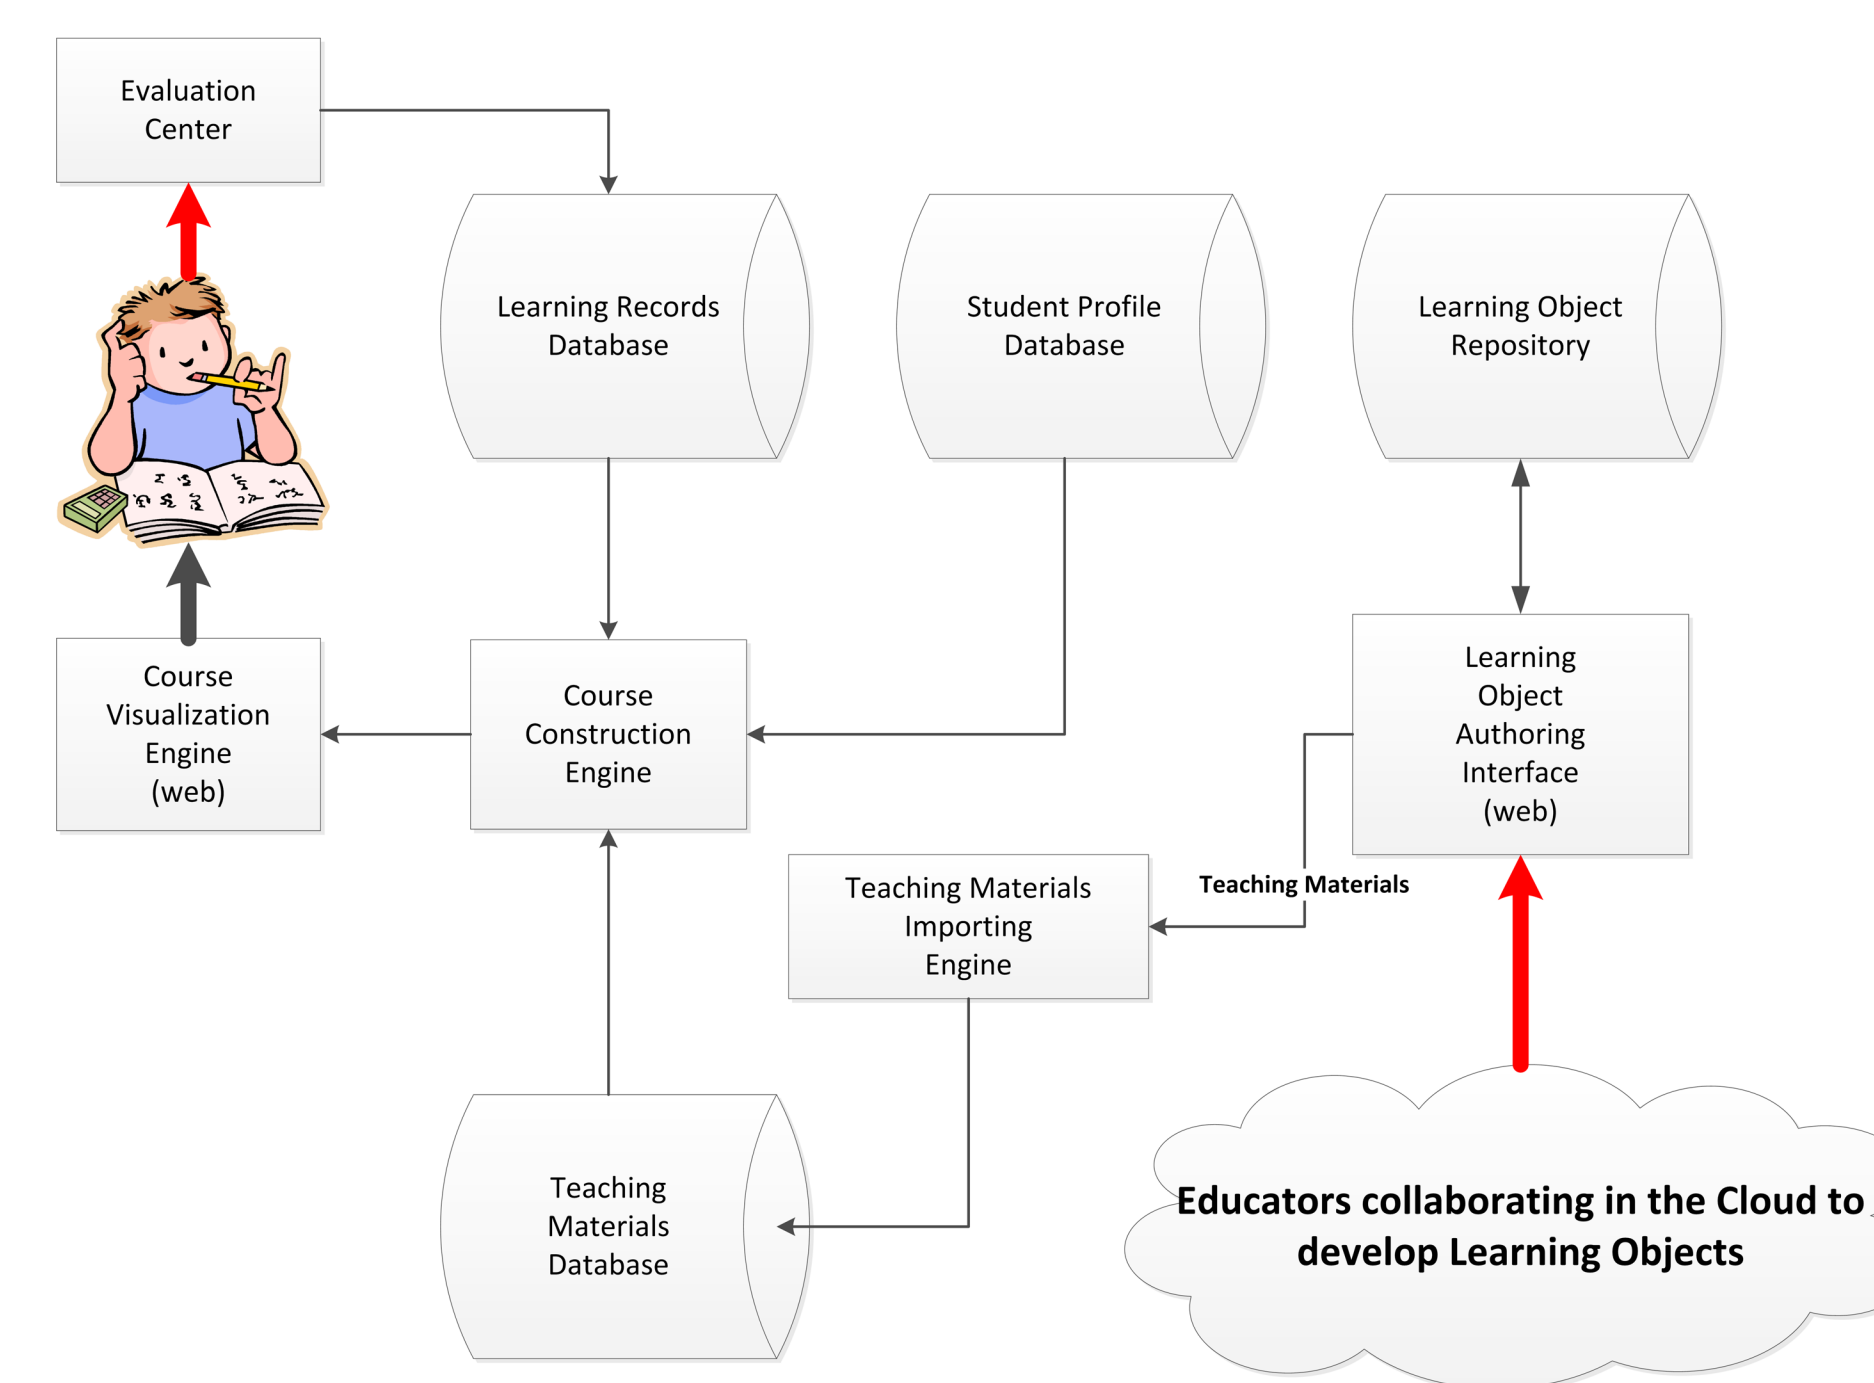 Evaluation
Center
Learning Records
Database
Student Profile
Database
Learning Object
Repository
Course
Visualization
Engine
(web)
Course
Construction
Engine
Learning
Object
Authoring
Interface
(web)
Teaching Materials
Importing
Engine
Teaching Materials
Teaching
Materials
Database
Educators collaborating in the Cloud to
develop Learning Objects